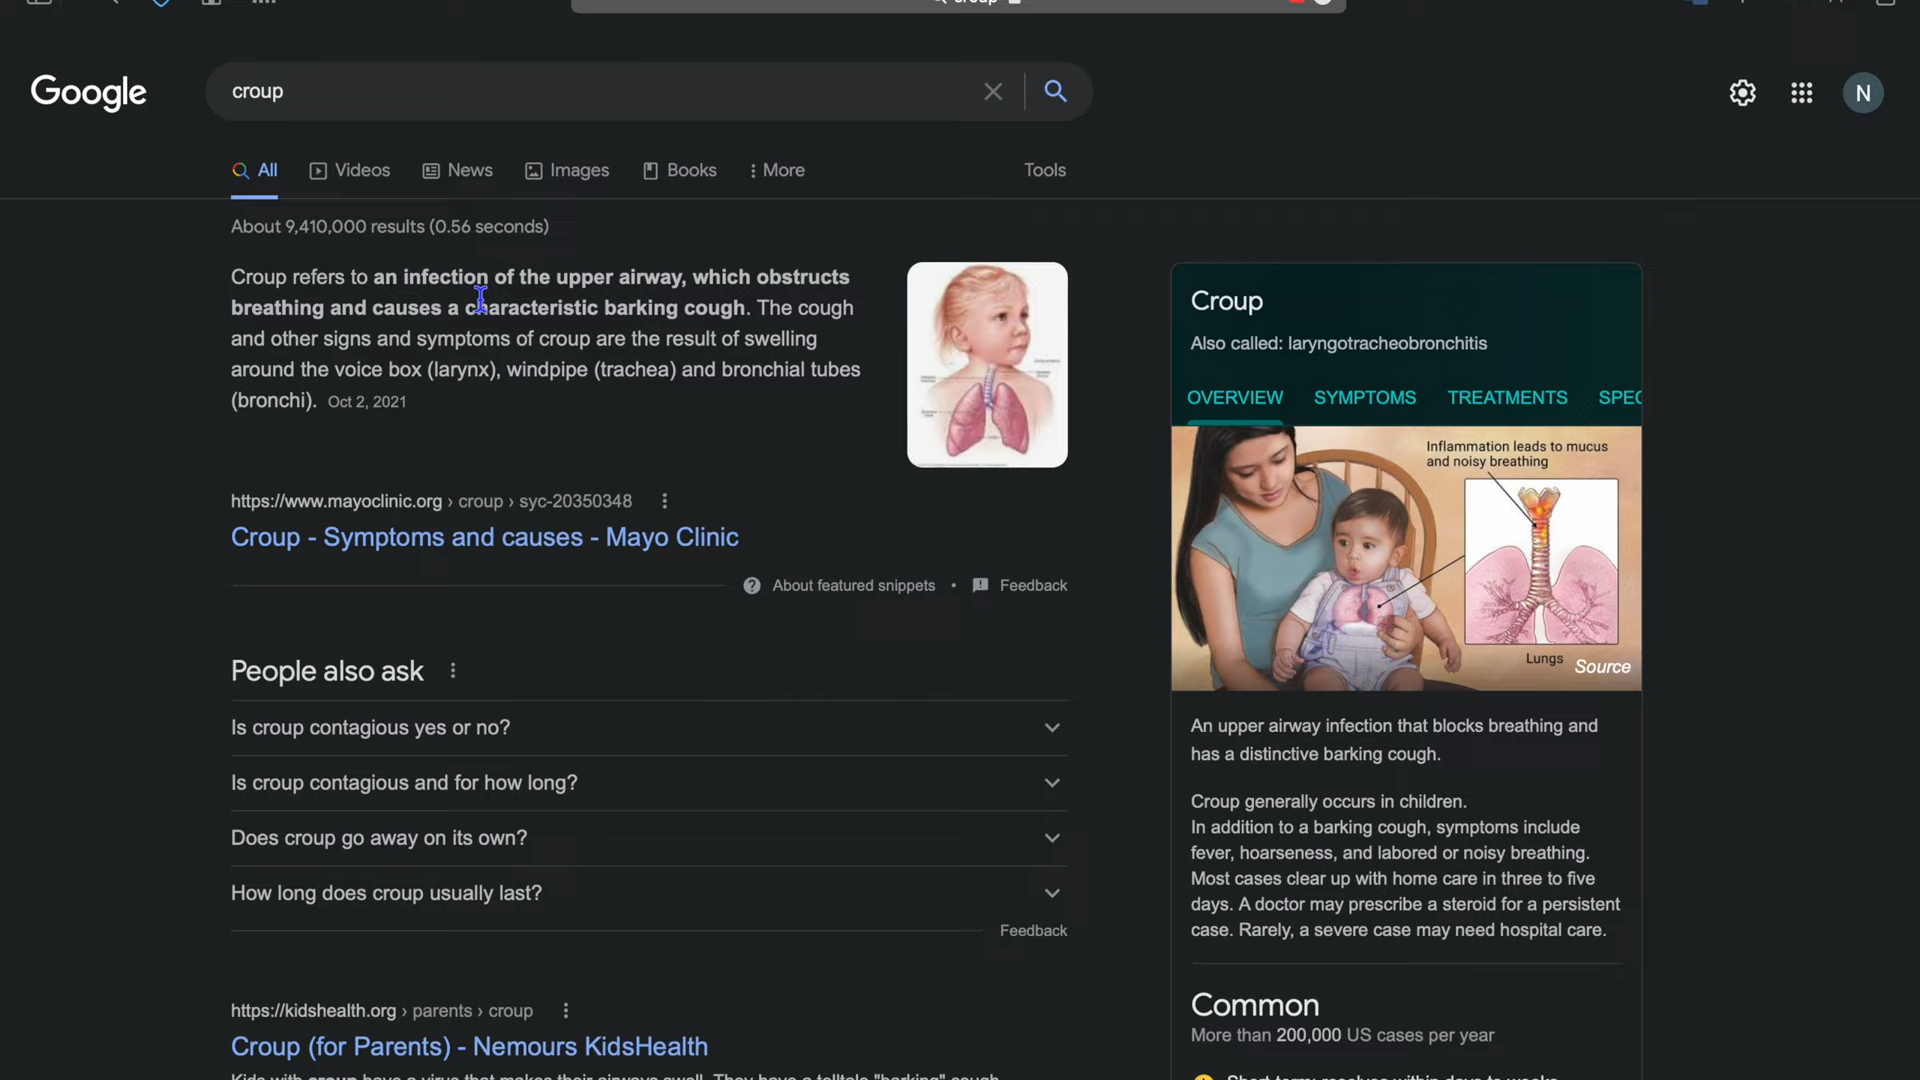 Google
croup
N
All
Videos
News
Images
Books
More
Tools
About 9,410,000 results (0.56 seconds)
Croup refers to an infection of the upper airway, which obstructs
breathing and causes a characteristic barking cough. The cough
and other signs and symptoms of croup are the result of swelling
around the voice box (larynx), windpipe (trachea) and bronchial tubes
(bronchi). Oct 2, 2021
https://www.mayoclinic.org › croup › syc-20350348
Croup - Symptoms and causes - Mayo Clinic
About featured snippets • Feedback
People also ask
Is croup contagious yes or no?
Is croup contagious and for how long?
Does croup go away on its own?
How long does croup usually last?
Feedback
https://kidshealth.org › parents › croup
Croup (for Parents) - Nemours KidsHealth
Croup
Also called: laryngotracheobronchitis
OVERVIEW
SYMPTOMS
TREATMENTS
SPEC
Inflammation leads to mucus
and noisy breathing
Lungs
Source
An upper airway infection that blocks breathing and
has a distinctive barking cough.
Croup generally occurs in children.
In addition to a barking cough, symptoms include
fever, hoarseness, and labored or noisy breathing.
Most cases clear up with home care in three to five
days. A doctor may prescribe a steroid for a persistent
case. Rarely, a severe case may need hospital care.
Common
More than 200,000 US cases per year